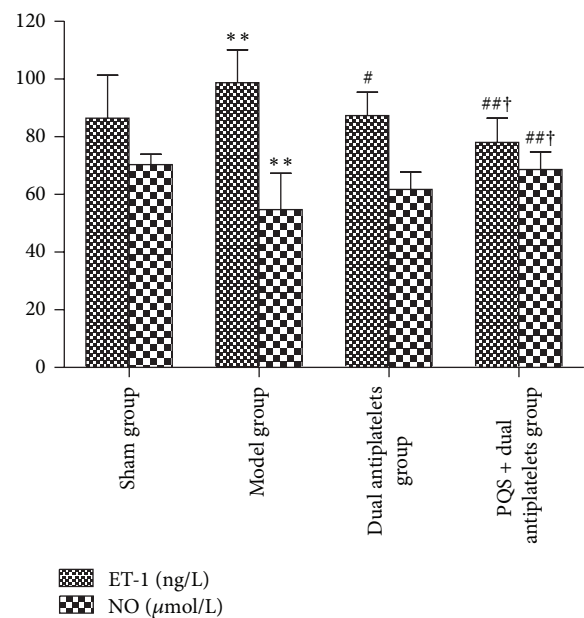 120
100
80
60
40
20
0
**
**
#
##†
##†
Sham group
Model group
Dual antiplatelets
group
PQS + dual
antiplatelets group
ET-1 (ng/L)
NO (μmol/L)